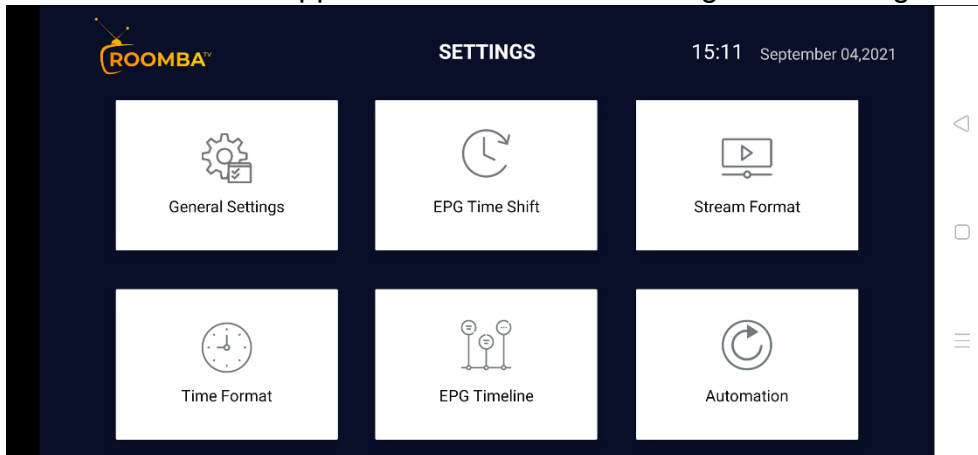 ROOMBA TV
SETTINGS
15:11 September 04,2021
General Settings
EPG Time Shift
Stream Format
Time Format
EPG Timeline
Automation